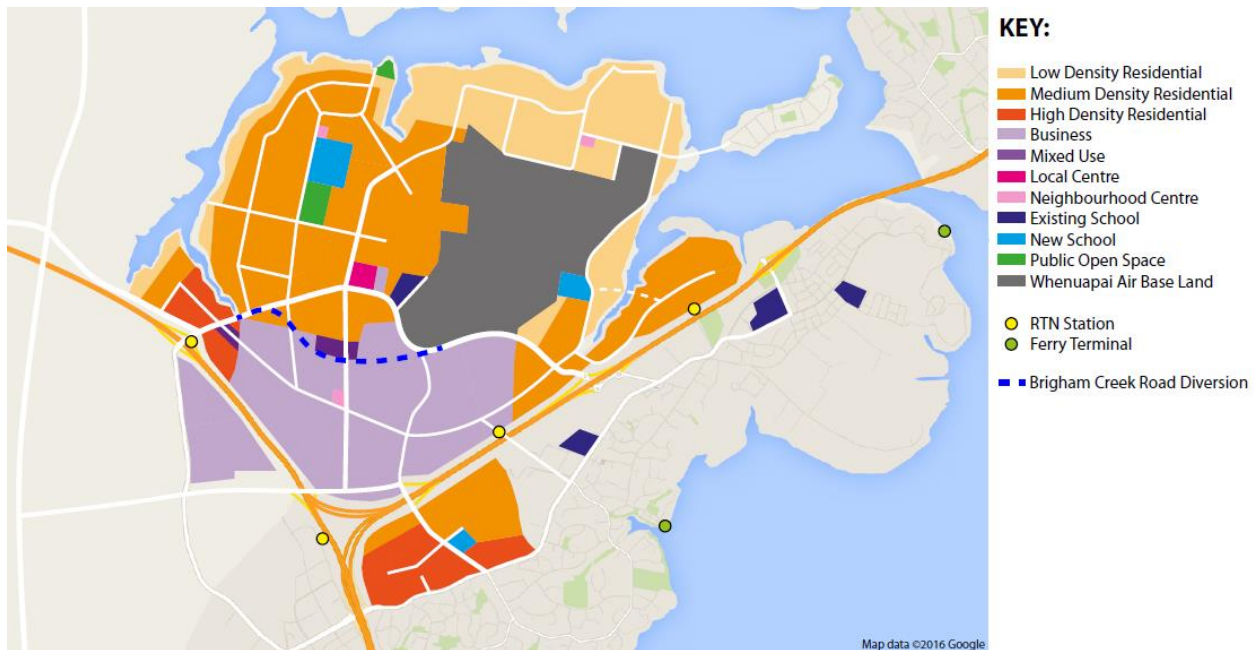 KEY:
Low Density Residential
Medium Density Residential
High Density Residential
Business
Mixed Use
Local Centre
Neighbourhood Centre
Existing School
New School
Public Open Space
Whenuapai Air Base Land
RTN Station
Ferry Terminal
Brigham Creek Road Diversion
Map data ©2016 Google